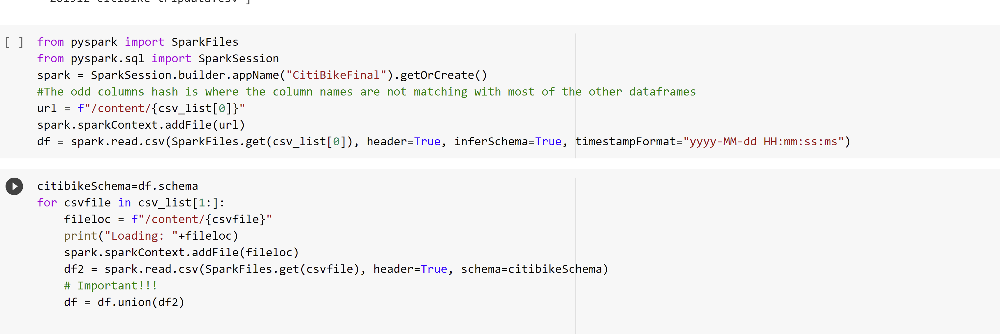 201912-citibike-tripdata.csv"]
[ ] from pyspark import SparkFiles
from pyspark.sql import SparkSession
spark = SparkSession.builder.appName("CitiBikeFinal").getOrCreate()
#The odd columns hash is where the column names are not matching with most of the other dataframes
url = f"/content/{csv_list[0]}"
spark.sparkContext.addFile(url)
df = spark.read.csv(SparkFiles.get(csv_list[0]), header=True, inferSchema=True, timestampFormat="yyyy-MM-dd HH:mm:ss:ms")
citibikeSchema=df.schema
for csvfile in csv_list[1:]:
    fileloc = f"/content/{csvfile}"
    print("Loading: "+fileloc)
    spark.sparkContext.addFile(fileloc)
    df2 = spark.read.csv(SparkFiles.get(csvfile), header=True, schema=citibikeSchema)
    # Important!!!
    df = df.union(df2)